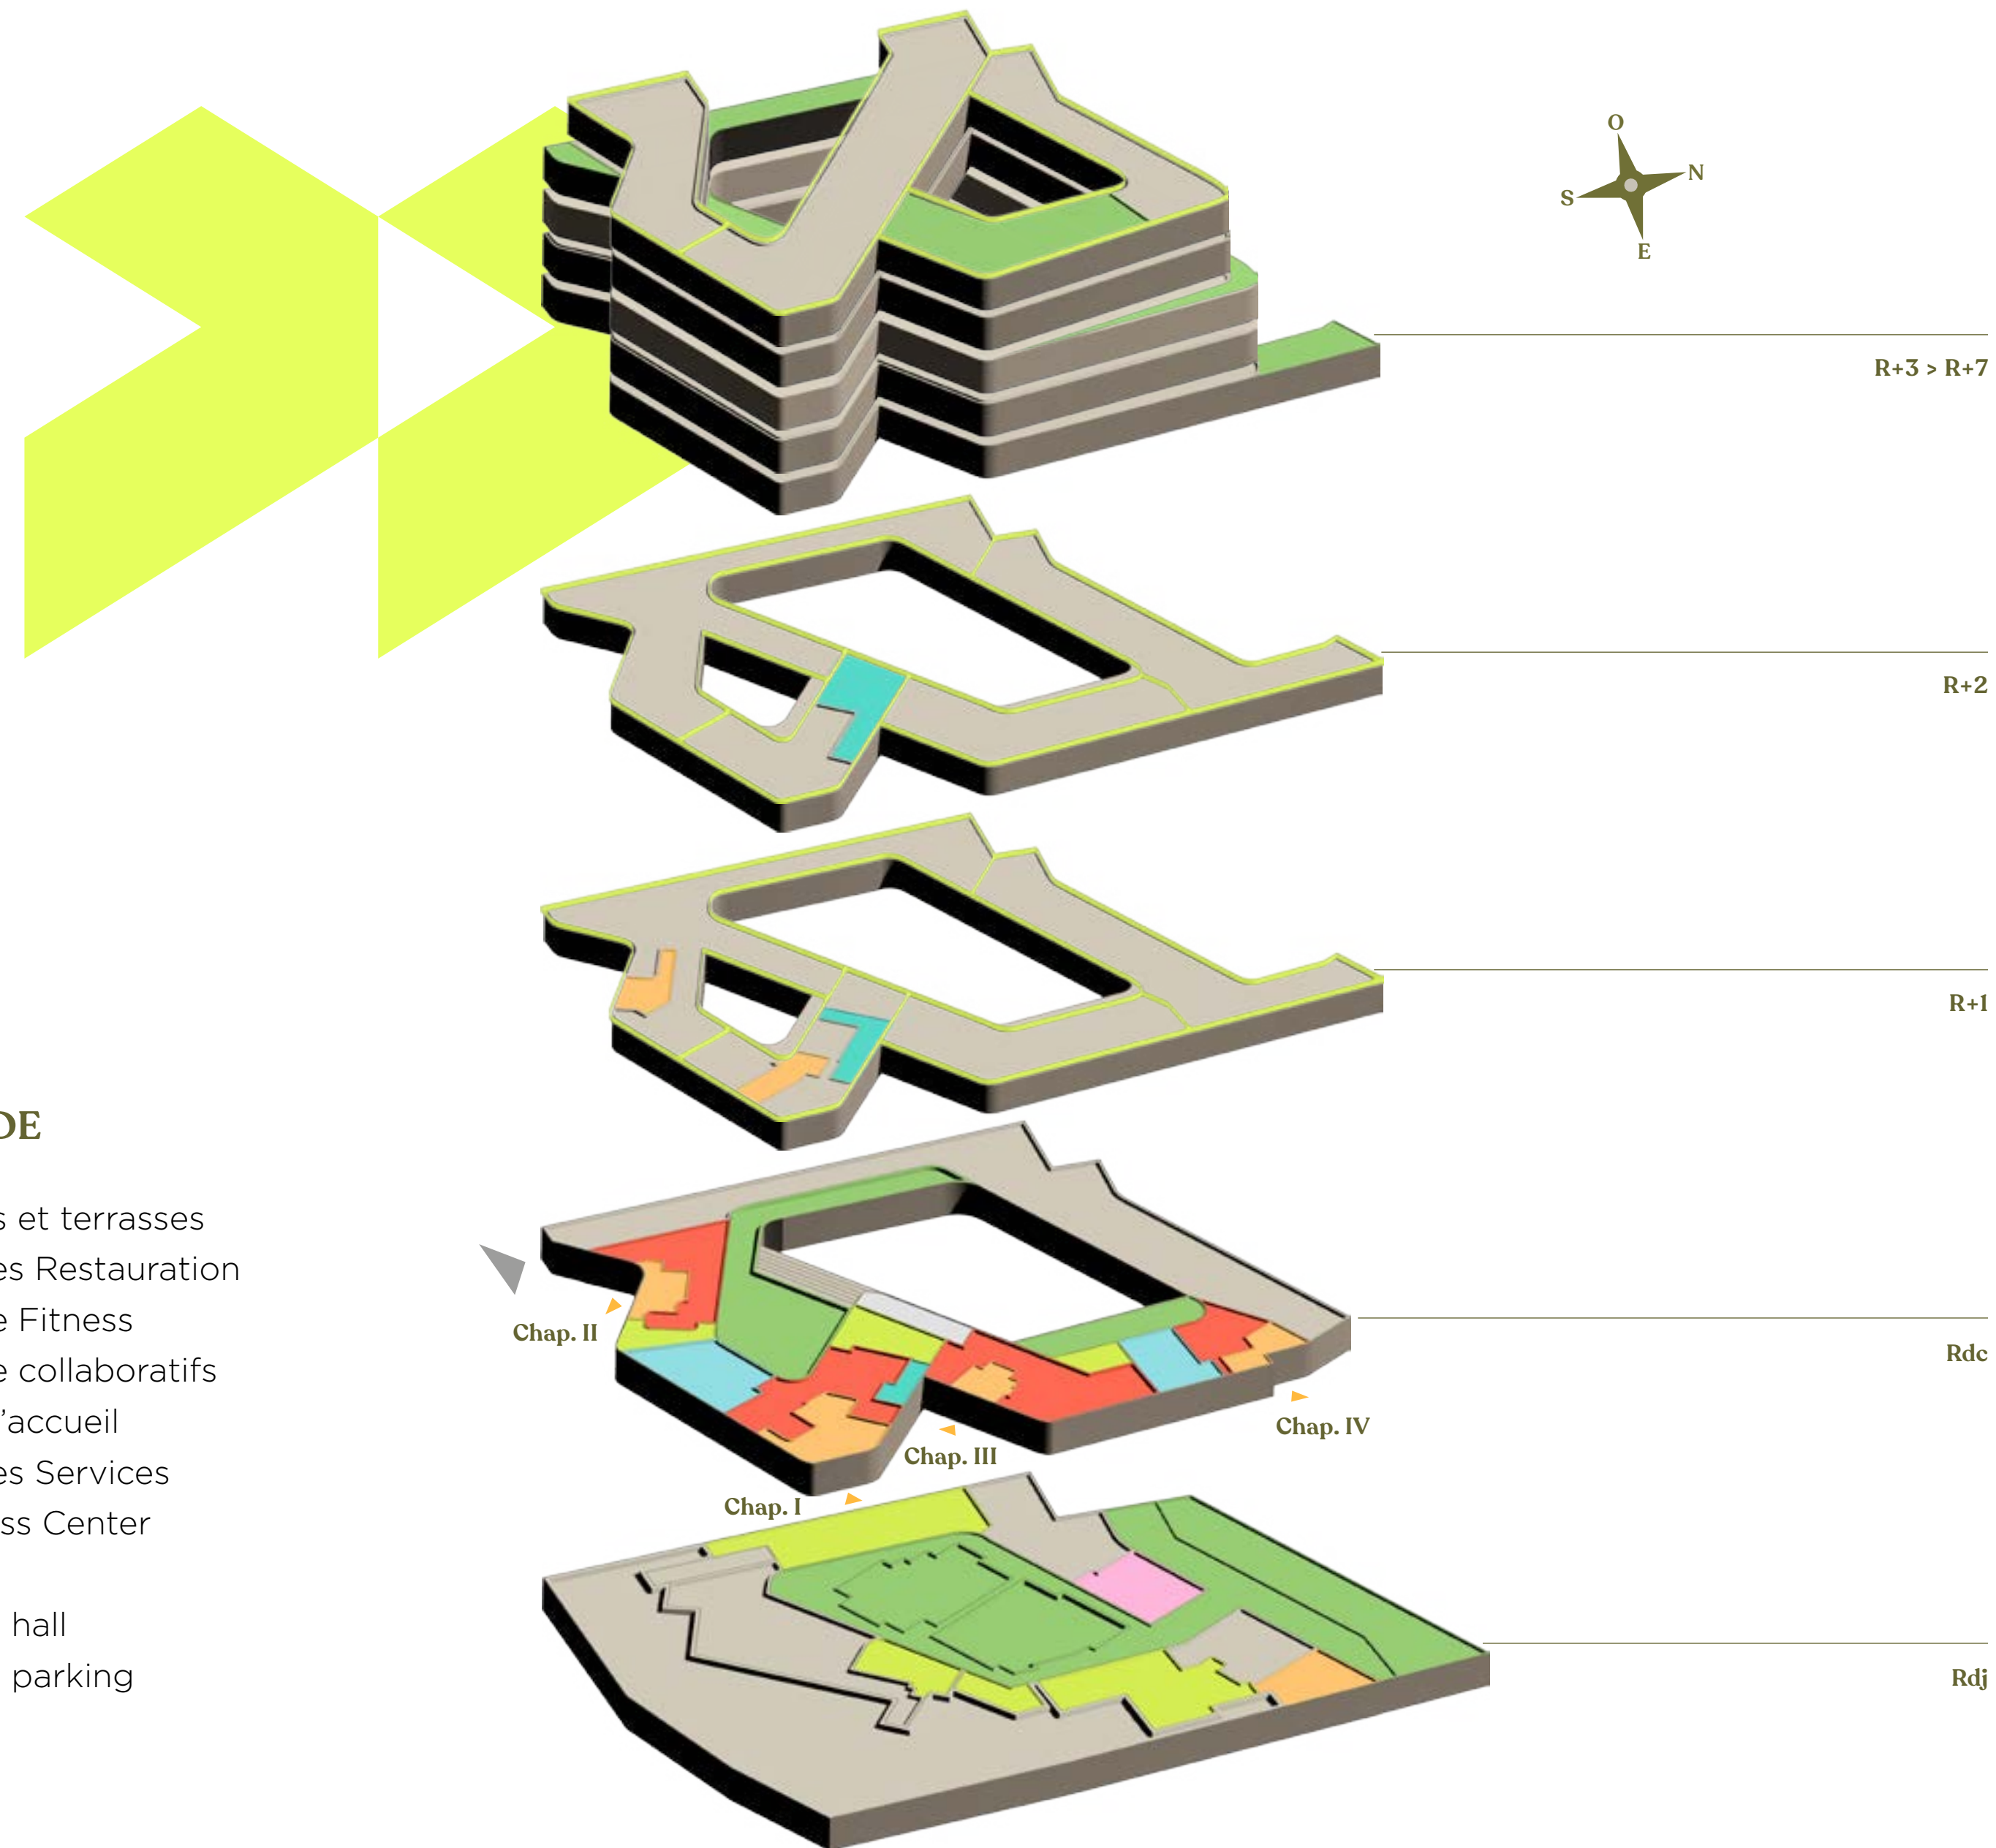 O
N
S
E
R+3 > R+7
R+2
R+1
DE
s et terrasses
es Restauration
e Fitness
e collaboratifs
'accueil
es Services
ss Center
hall
parking
Chap. II
Chap. IV
Chap. III
Chap. I
Rdc
Rdj